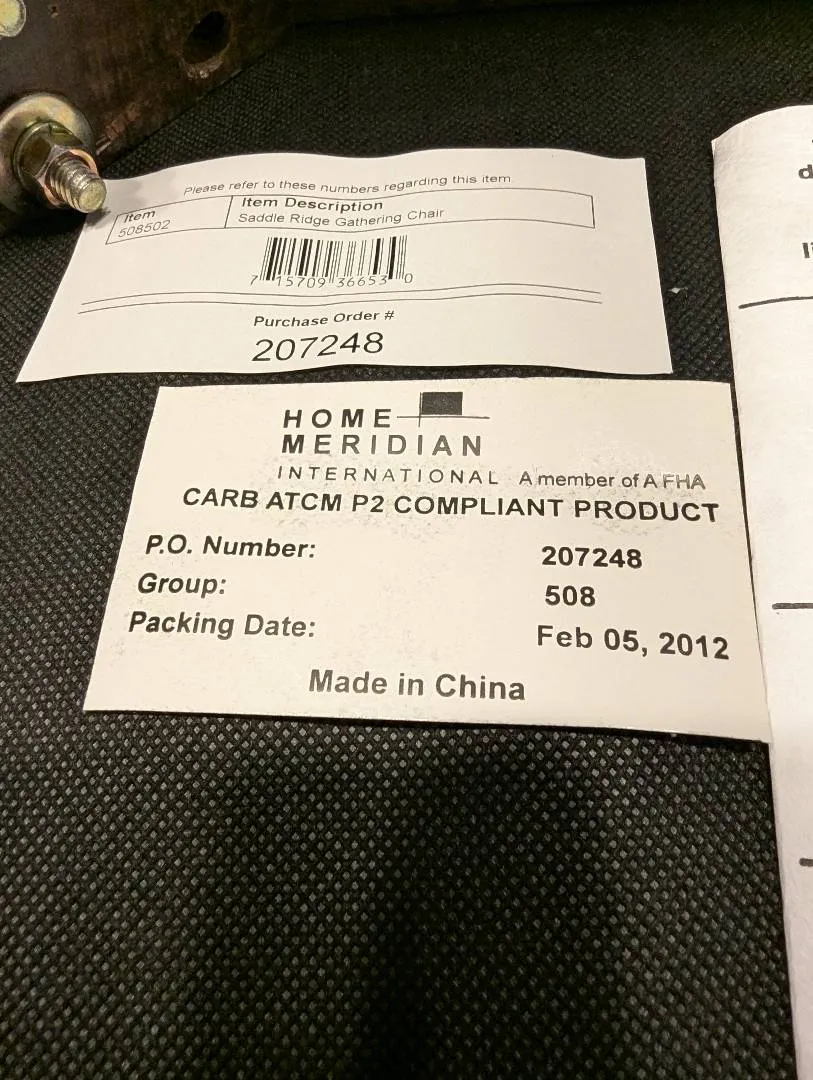 Please refer to these numbers regarding this item.
Item
508502
Item Description
Saddle Ridge Gathering Chair
7 15709 36653 0
Purchase Order #
207248
HOME
MERIDIAN
INTERNATIONAL A member of AFHA
CARB ATCM P2 COMPLIANT PRODUCT
P.O. Number: 207248
Group: 508
Packing Date: Feb 05, 2012
Made in China
d